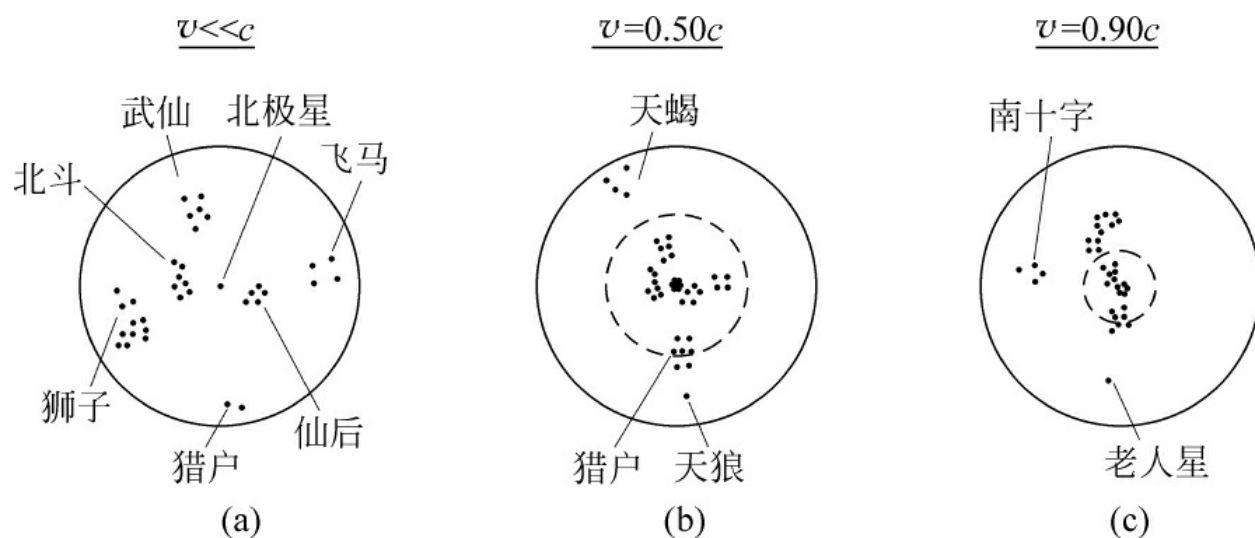 v<<c
v=0.50c
v=0.90c
武仙
北极星
飞马
北斗
狮子
猎户
仙后
天蝎
猎户
天狼
南十字
老人星
(a)
(b)
(c)